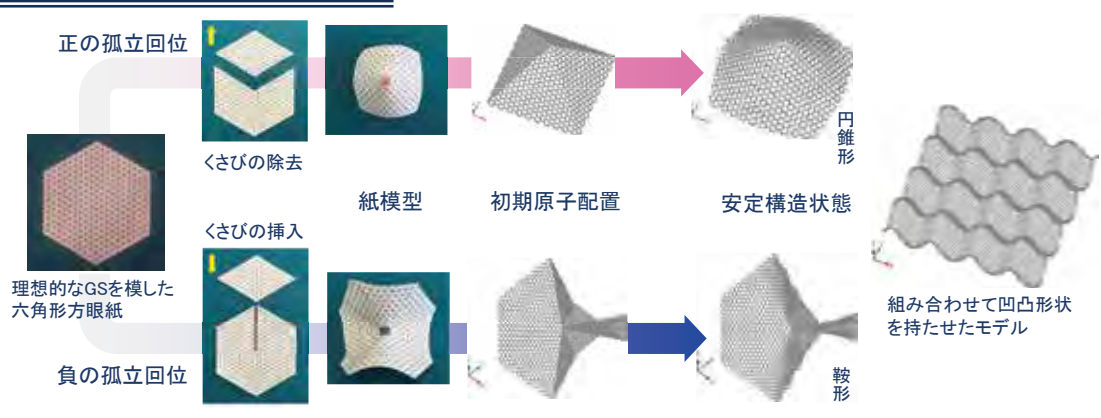 正の孤立回位
くさびの除去
円錐形
紙模型
初期原子配置
安定構造状態
くさびの挿入
理想的なGSを模した
六角形方眼紙
組み合わせて凹凸形状
を持たせたモデル
負の孤立回位
鞍形